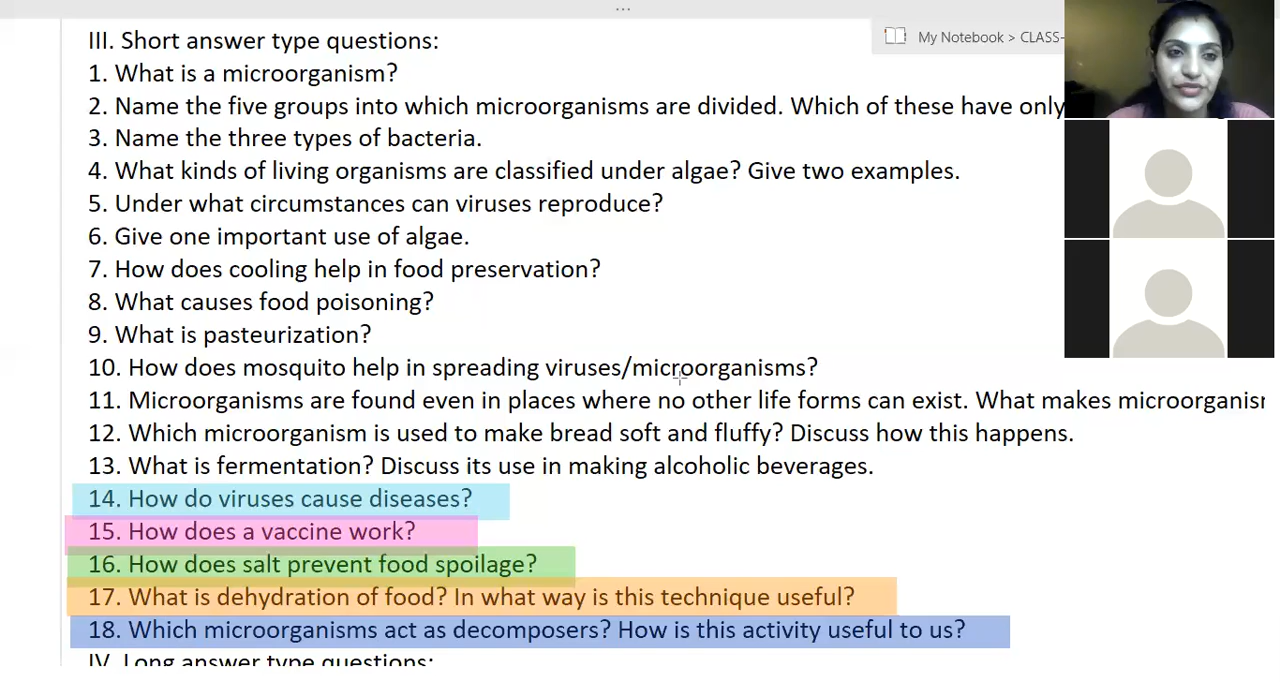 III. Short answer type questions:
My Notebook > CLASS-
1. What is a microorganism?
2. Name the five groups into which microorganisms are divided. Which of these have only
3. Name the three types of bacteria.
4. What kinds of living organisms are classified under algae? Give two examples.
5. Under what circumstances can viruses reproduce?
6. Give one important use of algae.
7. How does cooling help in food preservation?
8. What causes food poisoning?
9. What is pasteurization?
10. How does mosquito help in spreading viruses/microorganisms?
11. Microorganisms are found even in places where no other life forms can exist. What makes microorganisr
12. Which microorganism is used to make bread soft and fluffy? Discuss how this happens.
13. What is fermentation? Discuss its use in making alcoholic beverages.
14. How do viruses cause diseases?
15. How does a vaccine work?
16. How does salt prevent food spoilage?
17. What is dehydration of food? In what way is this technique useful?
18. Which microorganisms act as decomposers? How is this activity useful to us?
IV. Long answer type questions: